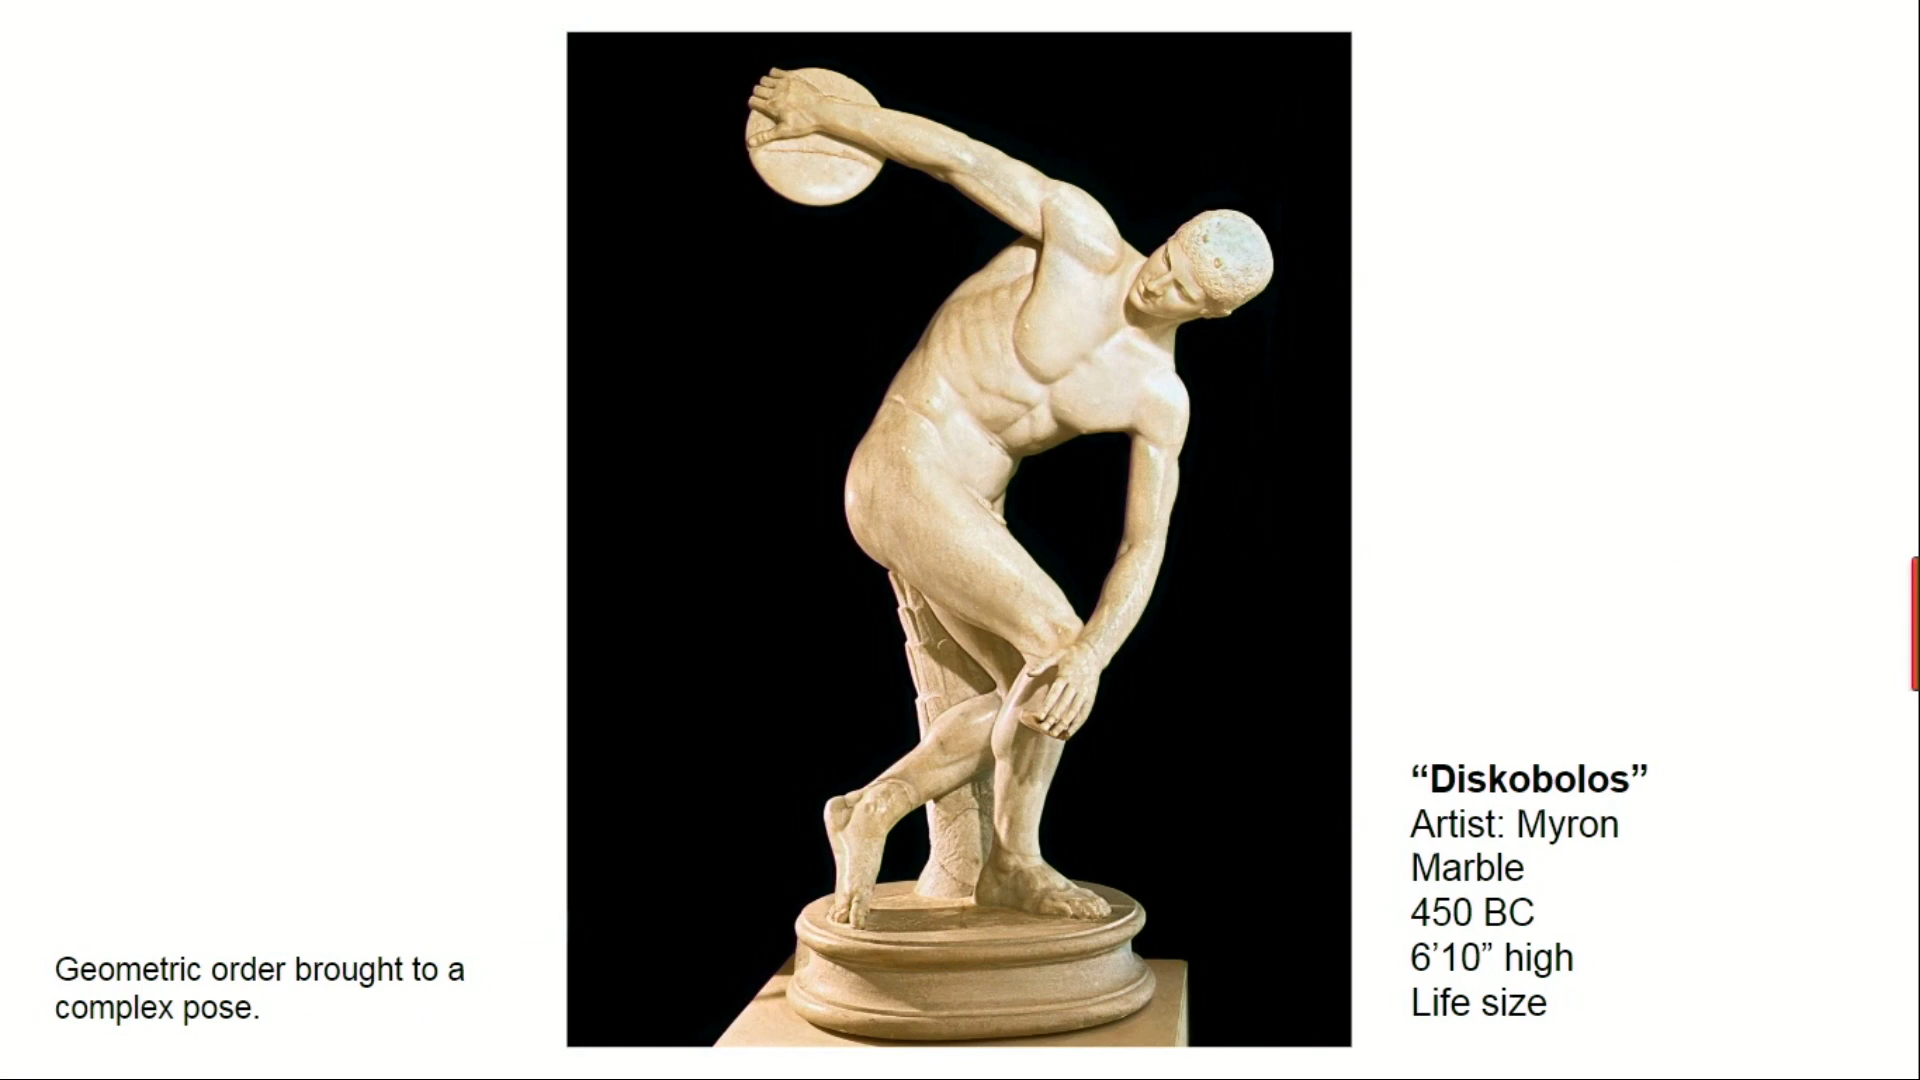 Geometric order brought to a
complex pose.
“Diskobolos”
Artist: Myron
Marble
450 BC
6’10” high
Life size